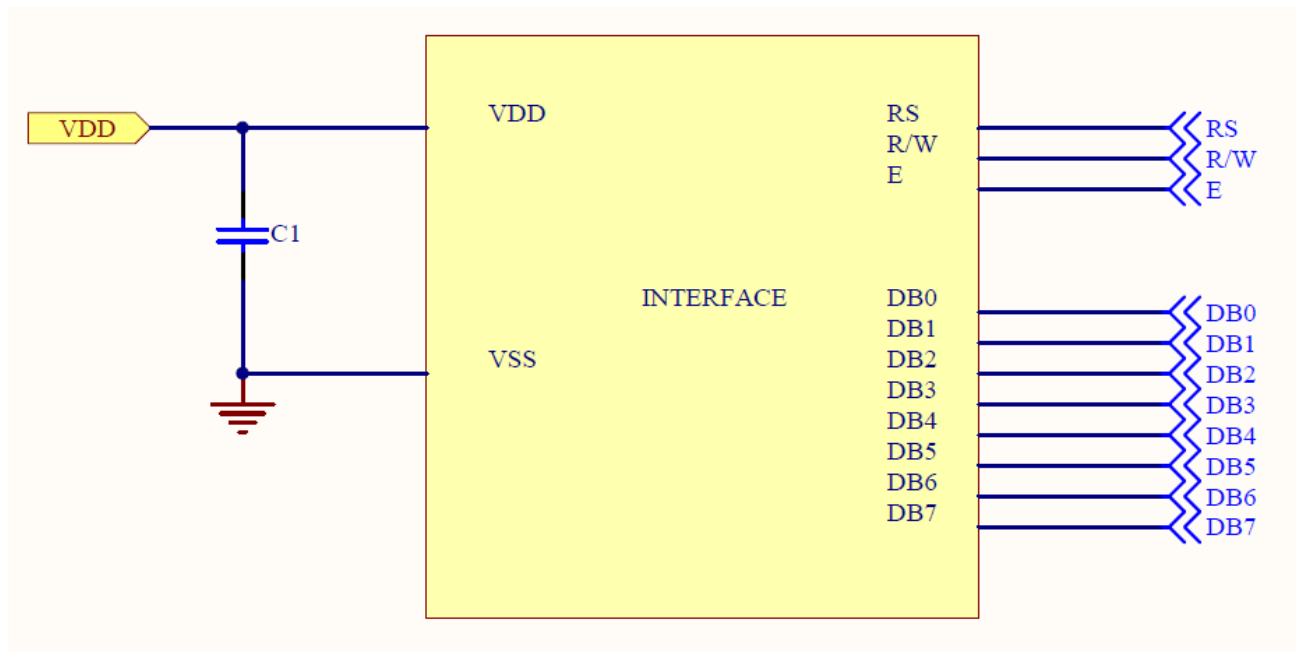 VDD
C1
VDD
VSS
INTERFACE
RS
R/W
E
DB0
DB1
DB2
DB3
DB4
DB5
DB6
DB7
RS
R/W
E
DB0
DB1
DB2
DB3
DB4
DB5
DB6
DB7